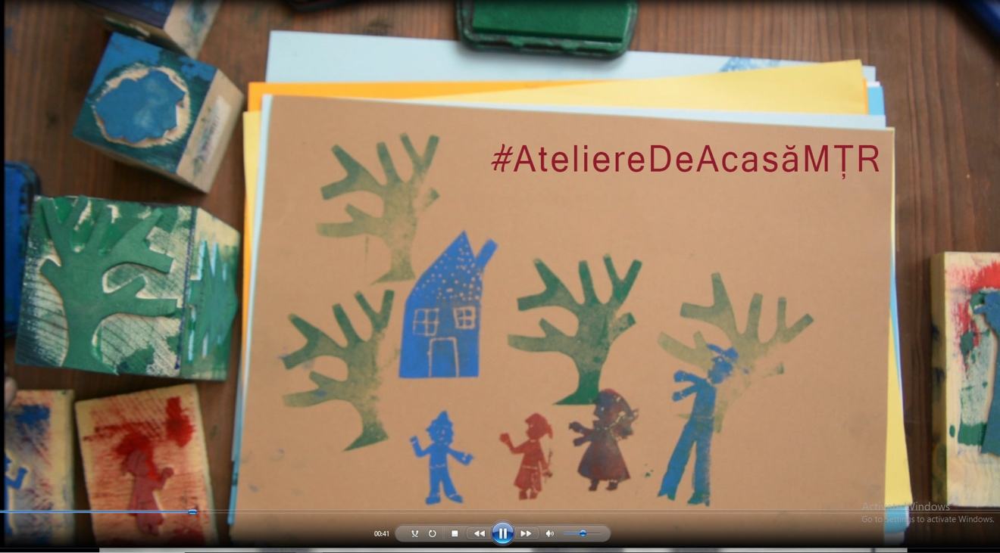 #AteliereDeAcasăMȚR
Activate Windows
Go to Settings to activate Windows.
00:41